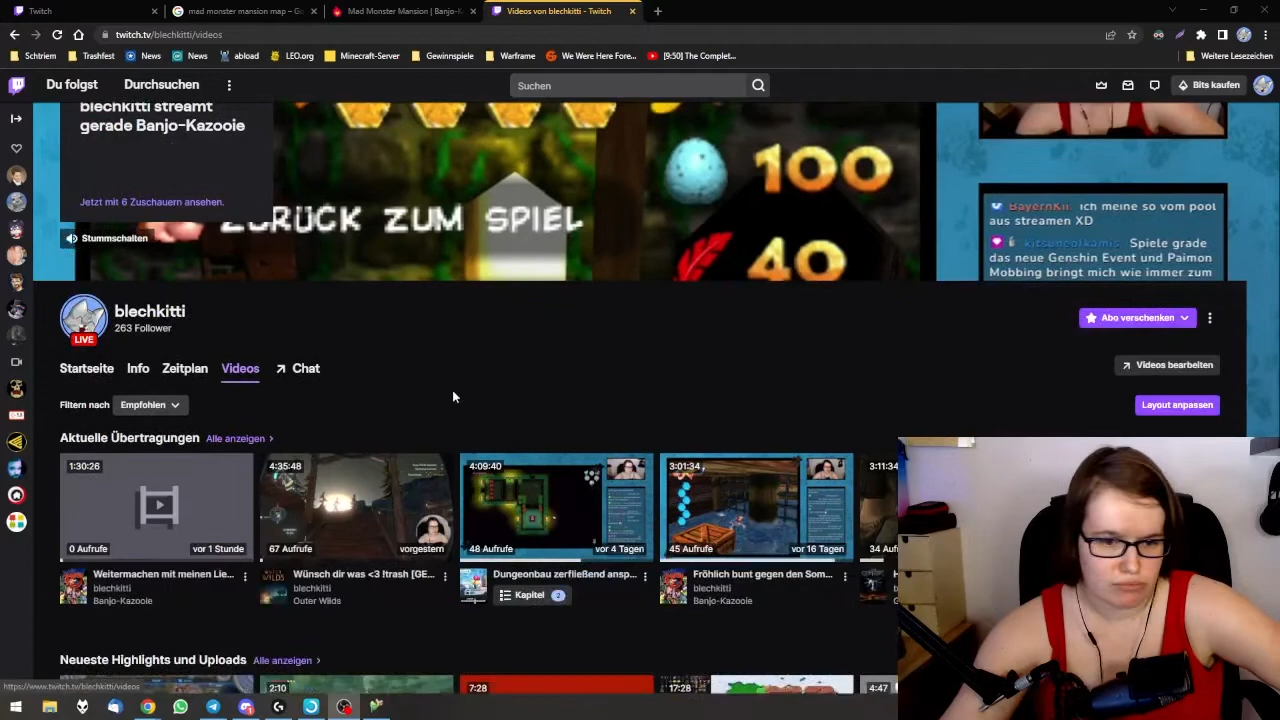 Twitch
mad monster mansion map – G
Mad Monster Mansion | Banjo-K
Videos von blechkitti - Twitch
twitch.tv/blechkitti/videos
Schtriem
Trashfest
News
News
abload
LEO.org
Minecraft-Server
Gewinnspiele
Warframe
We Were Here Fore...
[9:50] The Complet...
Weitere Lesezeichen
Du folgst
Durchsuchen
Suchen
Bits kaufen
blechkitti streamt
gerade Banjo-Kazooie
Jetzt mit 6 Zuschauern ansehen.
Stummschalten
ZURÜCK ZUM SPIEL
100
40
BayernKii: ich meine so vom pool
aus streamen XD
kitsuneofkamis: Spiele grade
das neue Genshin Event und Paimon
Mobbing bringt mich wie immer zum
blechkitti
263 Follower
LIVE
Abo verschenken
Startseite
Info
Zeitplan
Videos
Chat
Videos bearbeiten
Filtern nach
Empfohlen
Layout anpassen
Aktuelle Übertragungen
Alle anzeigen
1:30:26
4:35:48
4:09:40
3:01:34
3:11:34
0 Aufrufe
vor 1 Stunde
67 Aufrufe
vorgestern
48 Aufrufe
vor 4 Tagen
45 Aufrufe
vor 16 Tagen
34 Auf
Weitermachen mit meinen Lie...
blechkitti
Banjo-Kazooie
Wünsch dir was <3 !trash [GE...
blechkitti
Outer Wilds
Dungeonbau zerfließend ansp...
Kapitel
2
Fröhlich bunt gegen den Som...
blechkitti
Banjo-Kazooie
Neueste Highlights und Uploads
Alle anzeigen
2:10
7:28
17:28
4:47
https://www.twitch.tv/blechkitti/videos